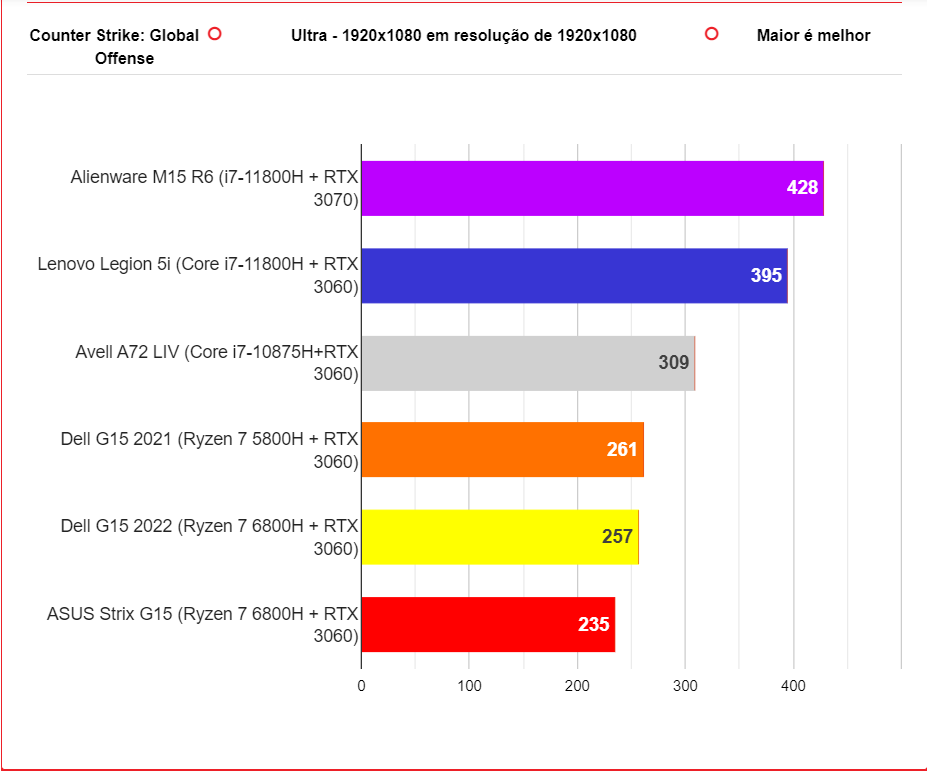 Counter Strike: Global
Offense
Ultra - 1920x1080 em resolução de 1920x1080
Maior é melhor
Alienware M15 R6 (i7-11800H + RTX
3070)
428
Lenovo Legion 5i (Core i7-11800H + RTX
3060)
395
Avell A72 LIV (Core i7-10875H+RTX
3060)
309
Dell G15 2021 (Ryzen 7 5800H + RTX
3060)
261
Dell G15 2022 (Ryzen 7 6800H + RTX
3060)
257
ASUS Strix G15 (Ryzen 7 6800H + RTX
3060)
235
0 100 200 300 400